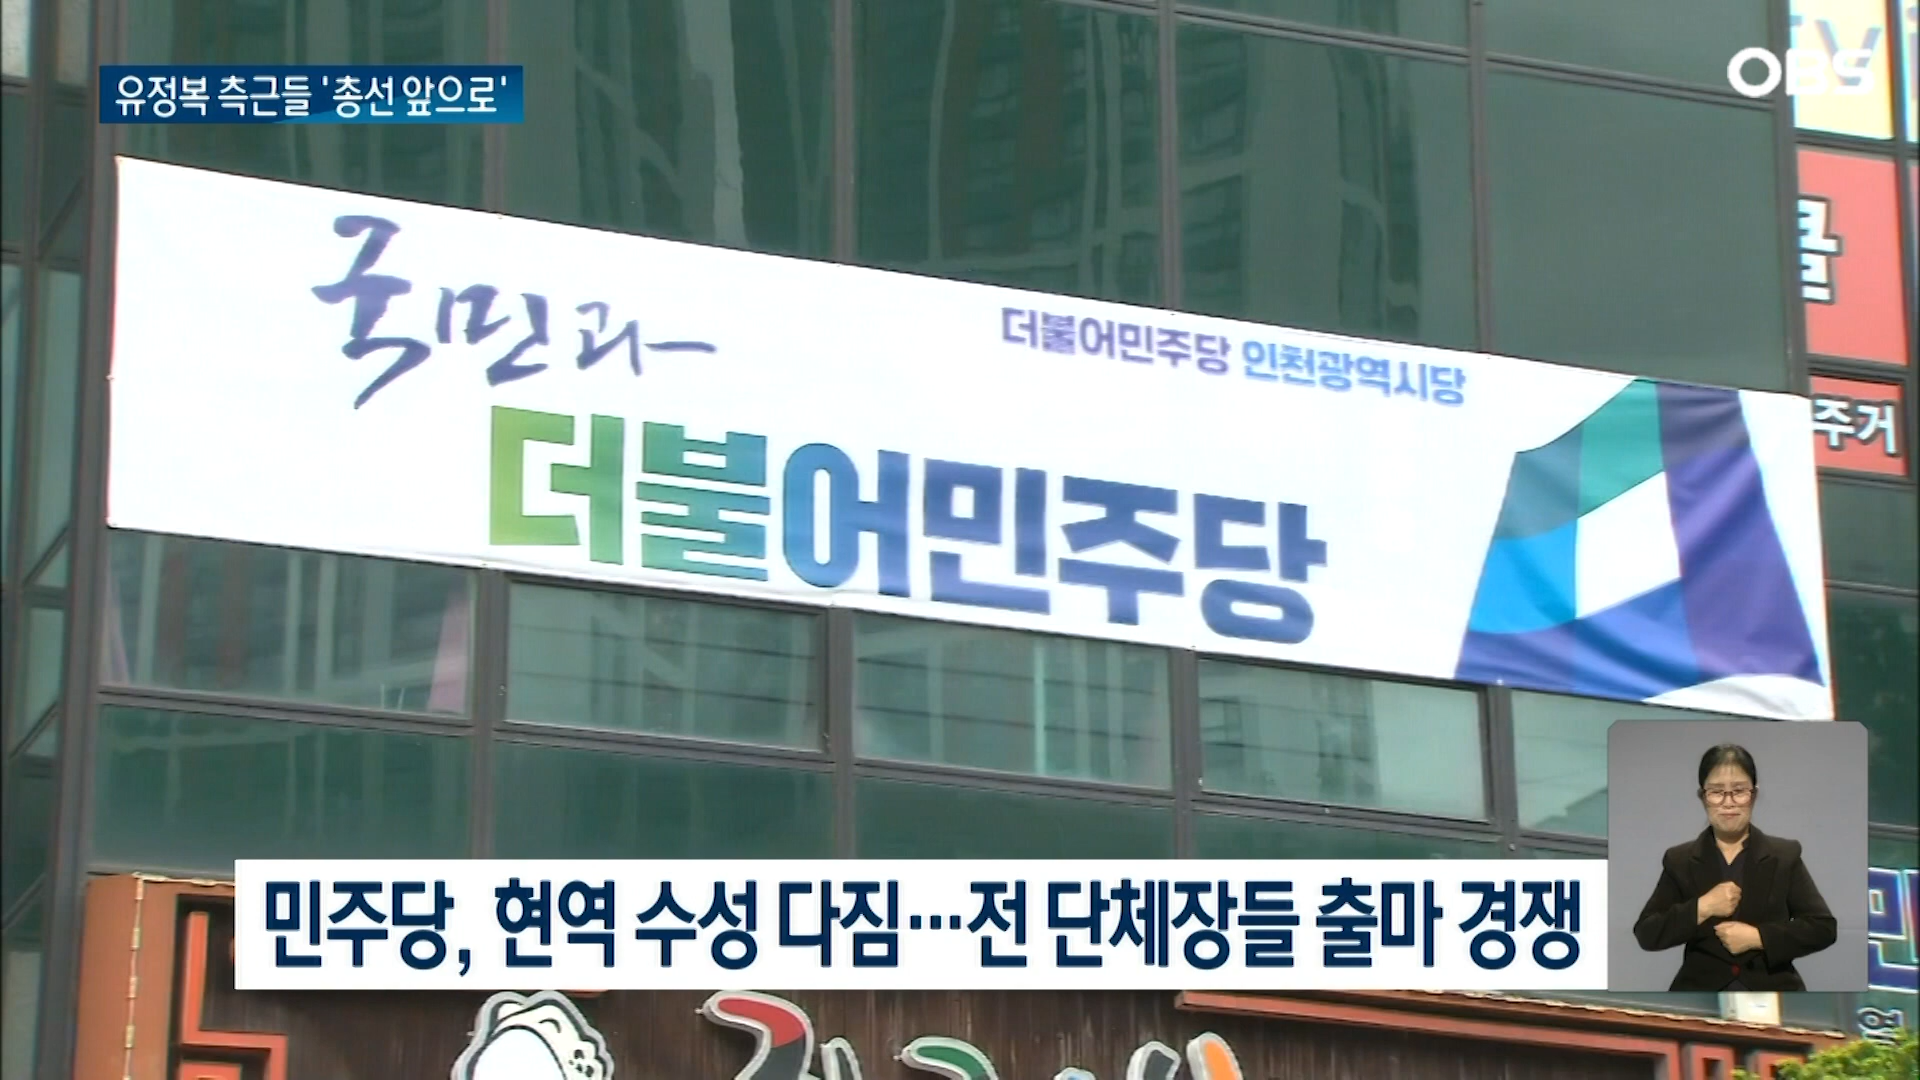 유정복 측근들 '총선 앞으로'
OBS
국민과
더불어민주당 인천광역시당
더불어민주당
주거
민주당, 현역 수성 다짐…전 단체장들 출마 경쟁